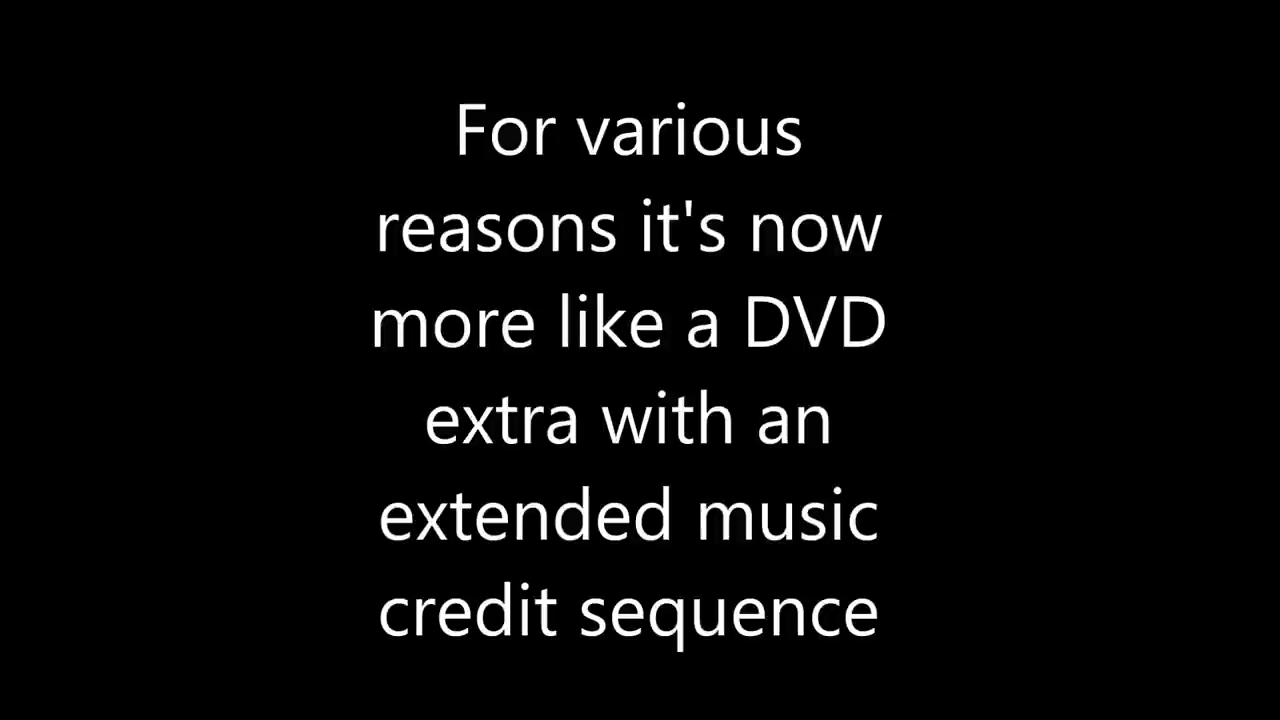 For various
reasons it's now
more like a DVD
extra with an
extended music
credit sequence